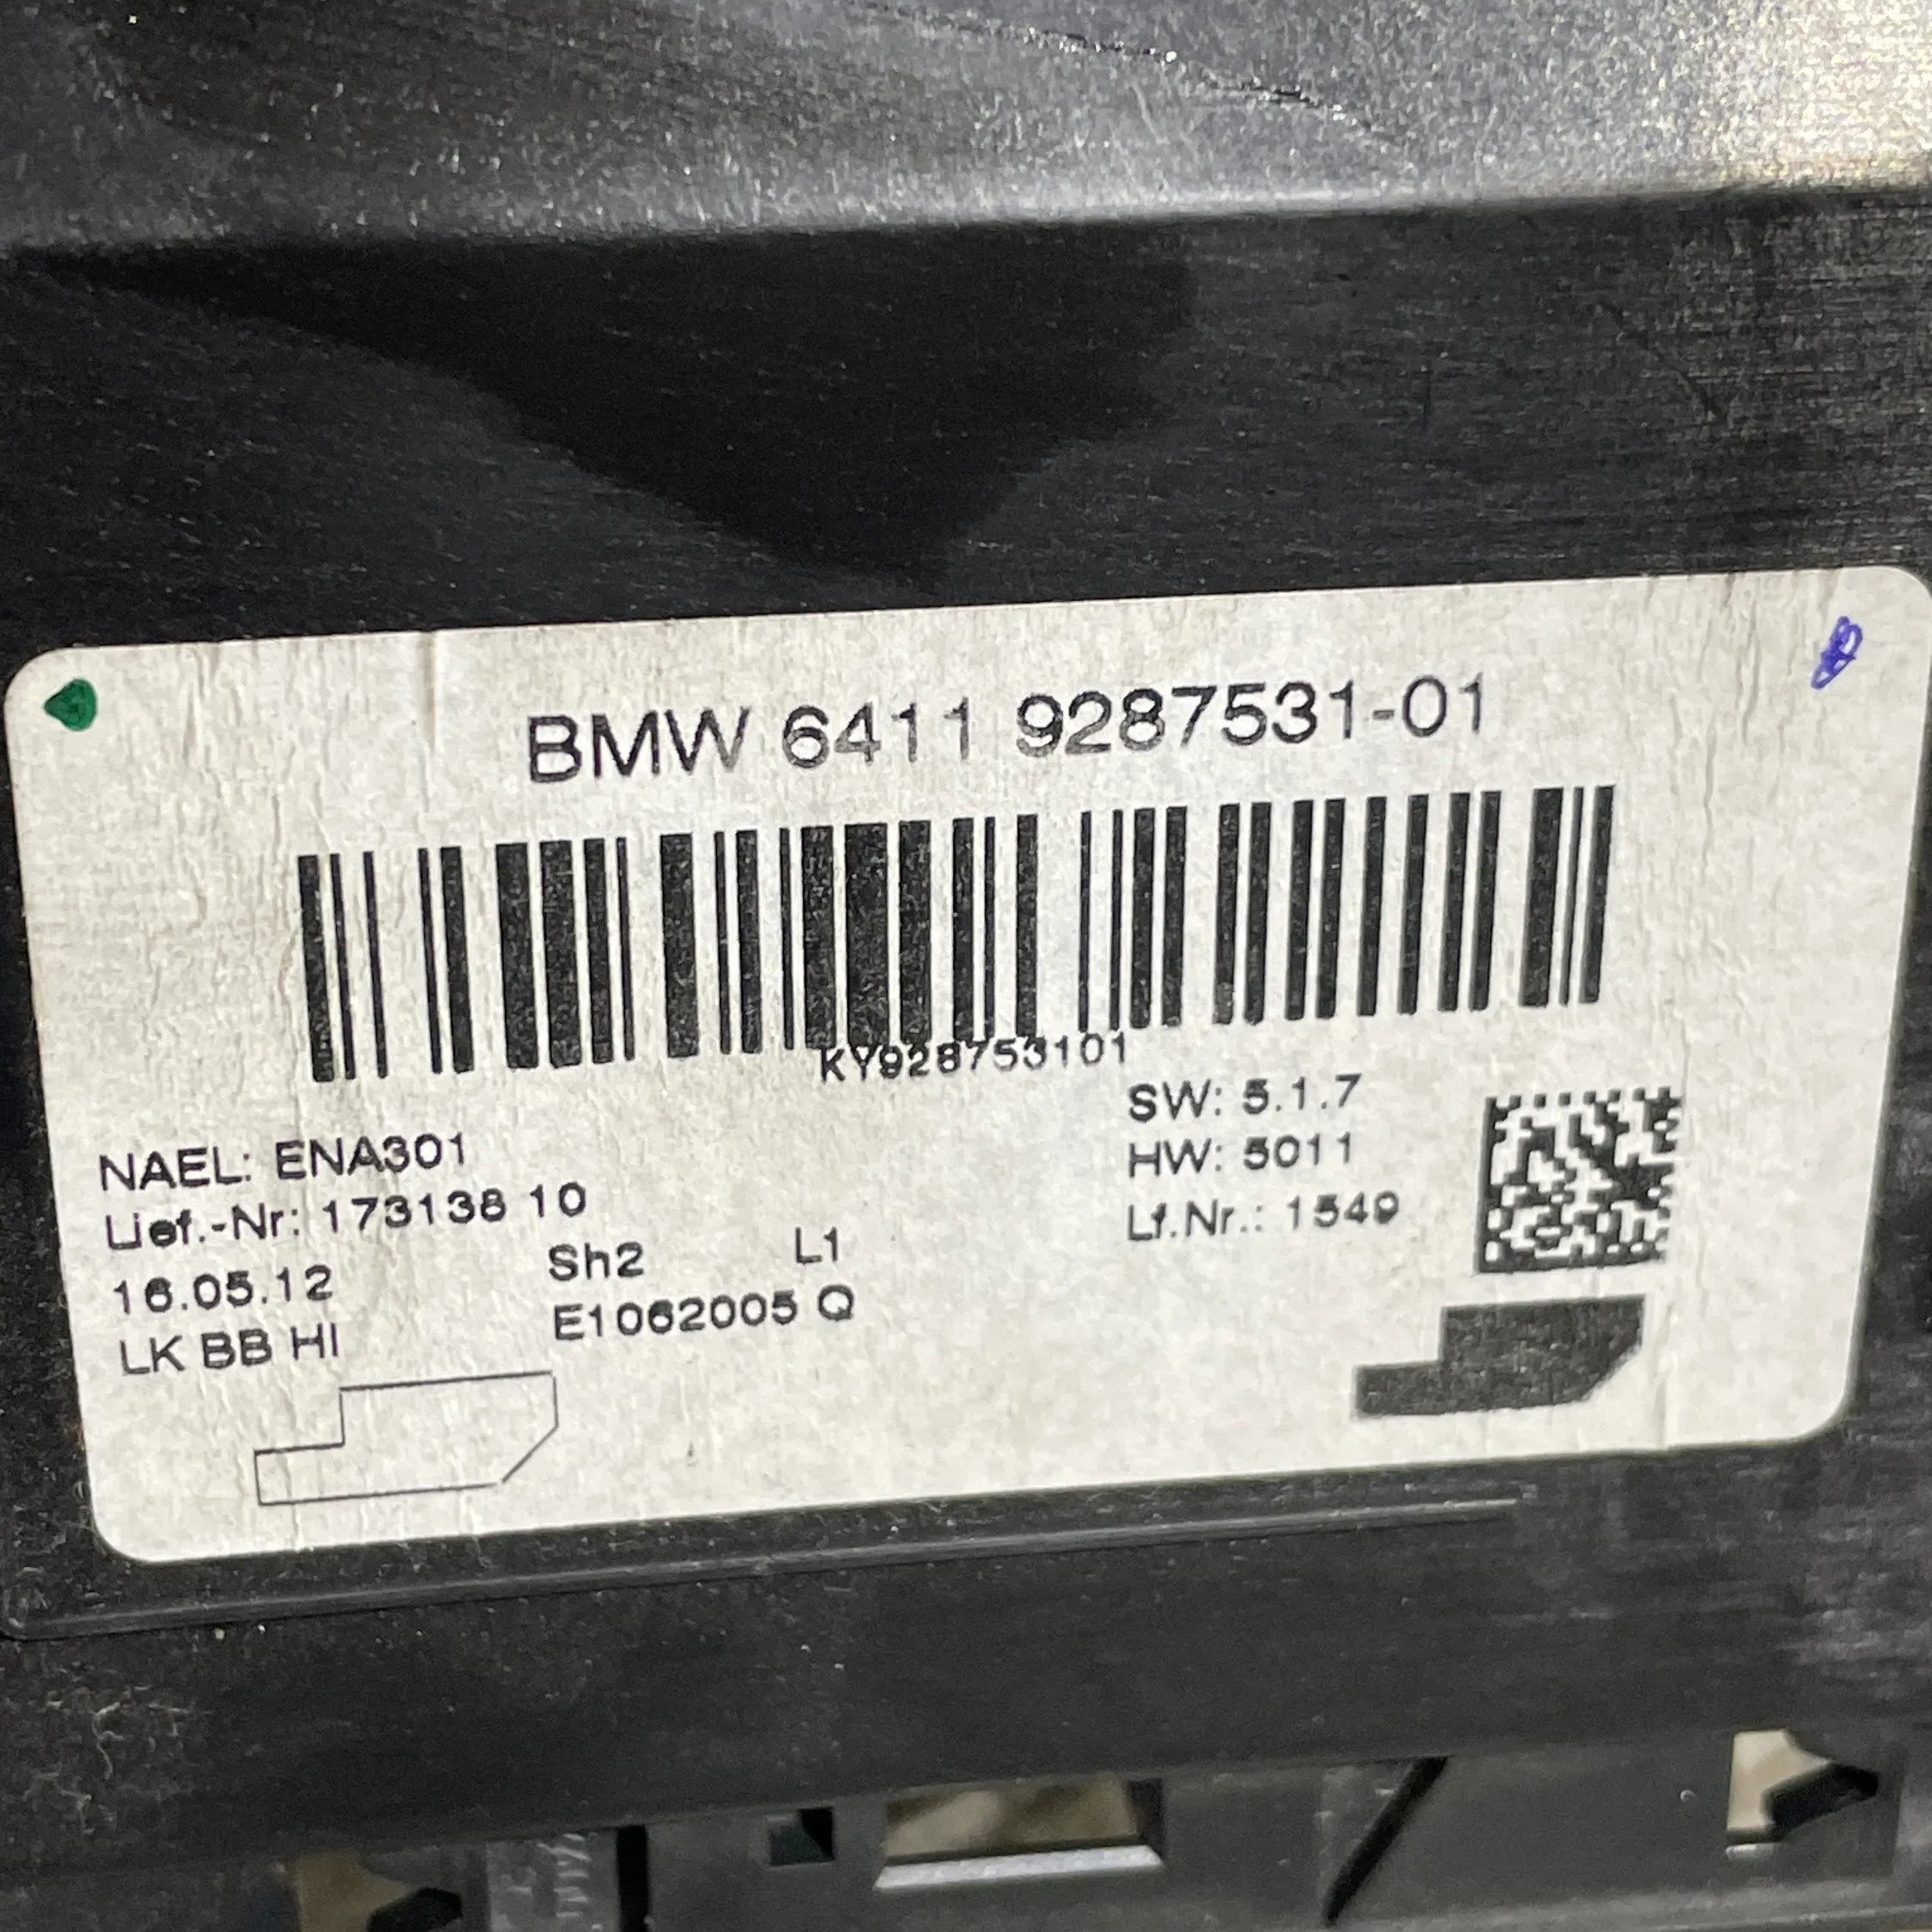 BMW 6411 9287531-01
KY928753101
SW: 5.1.7
HW: 5011
Lf.Nr.: 1549
NAEL: ENA301
Lief.-Nr: 173138 10
16.05.12 Sh2 L1
LK BB HI E1062005 Q